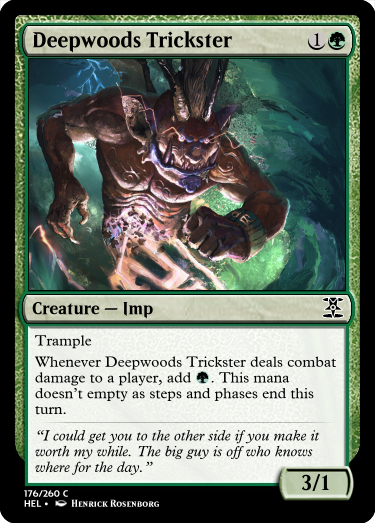 Deepwoods Trickster 1
Creature — Imp
Trample
Whenever Deepwoods Trickster deals combat
damage to a player, add . This mana
doesn't empty as steps and phases end this
turn.
"I could get you to the other side if you make it
worth my while. The big guy is off who knows
where for the day."
3/1
176/260 C
HEL • Henrick Rosenborg